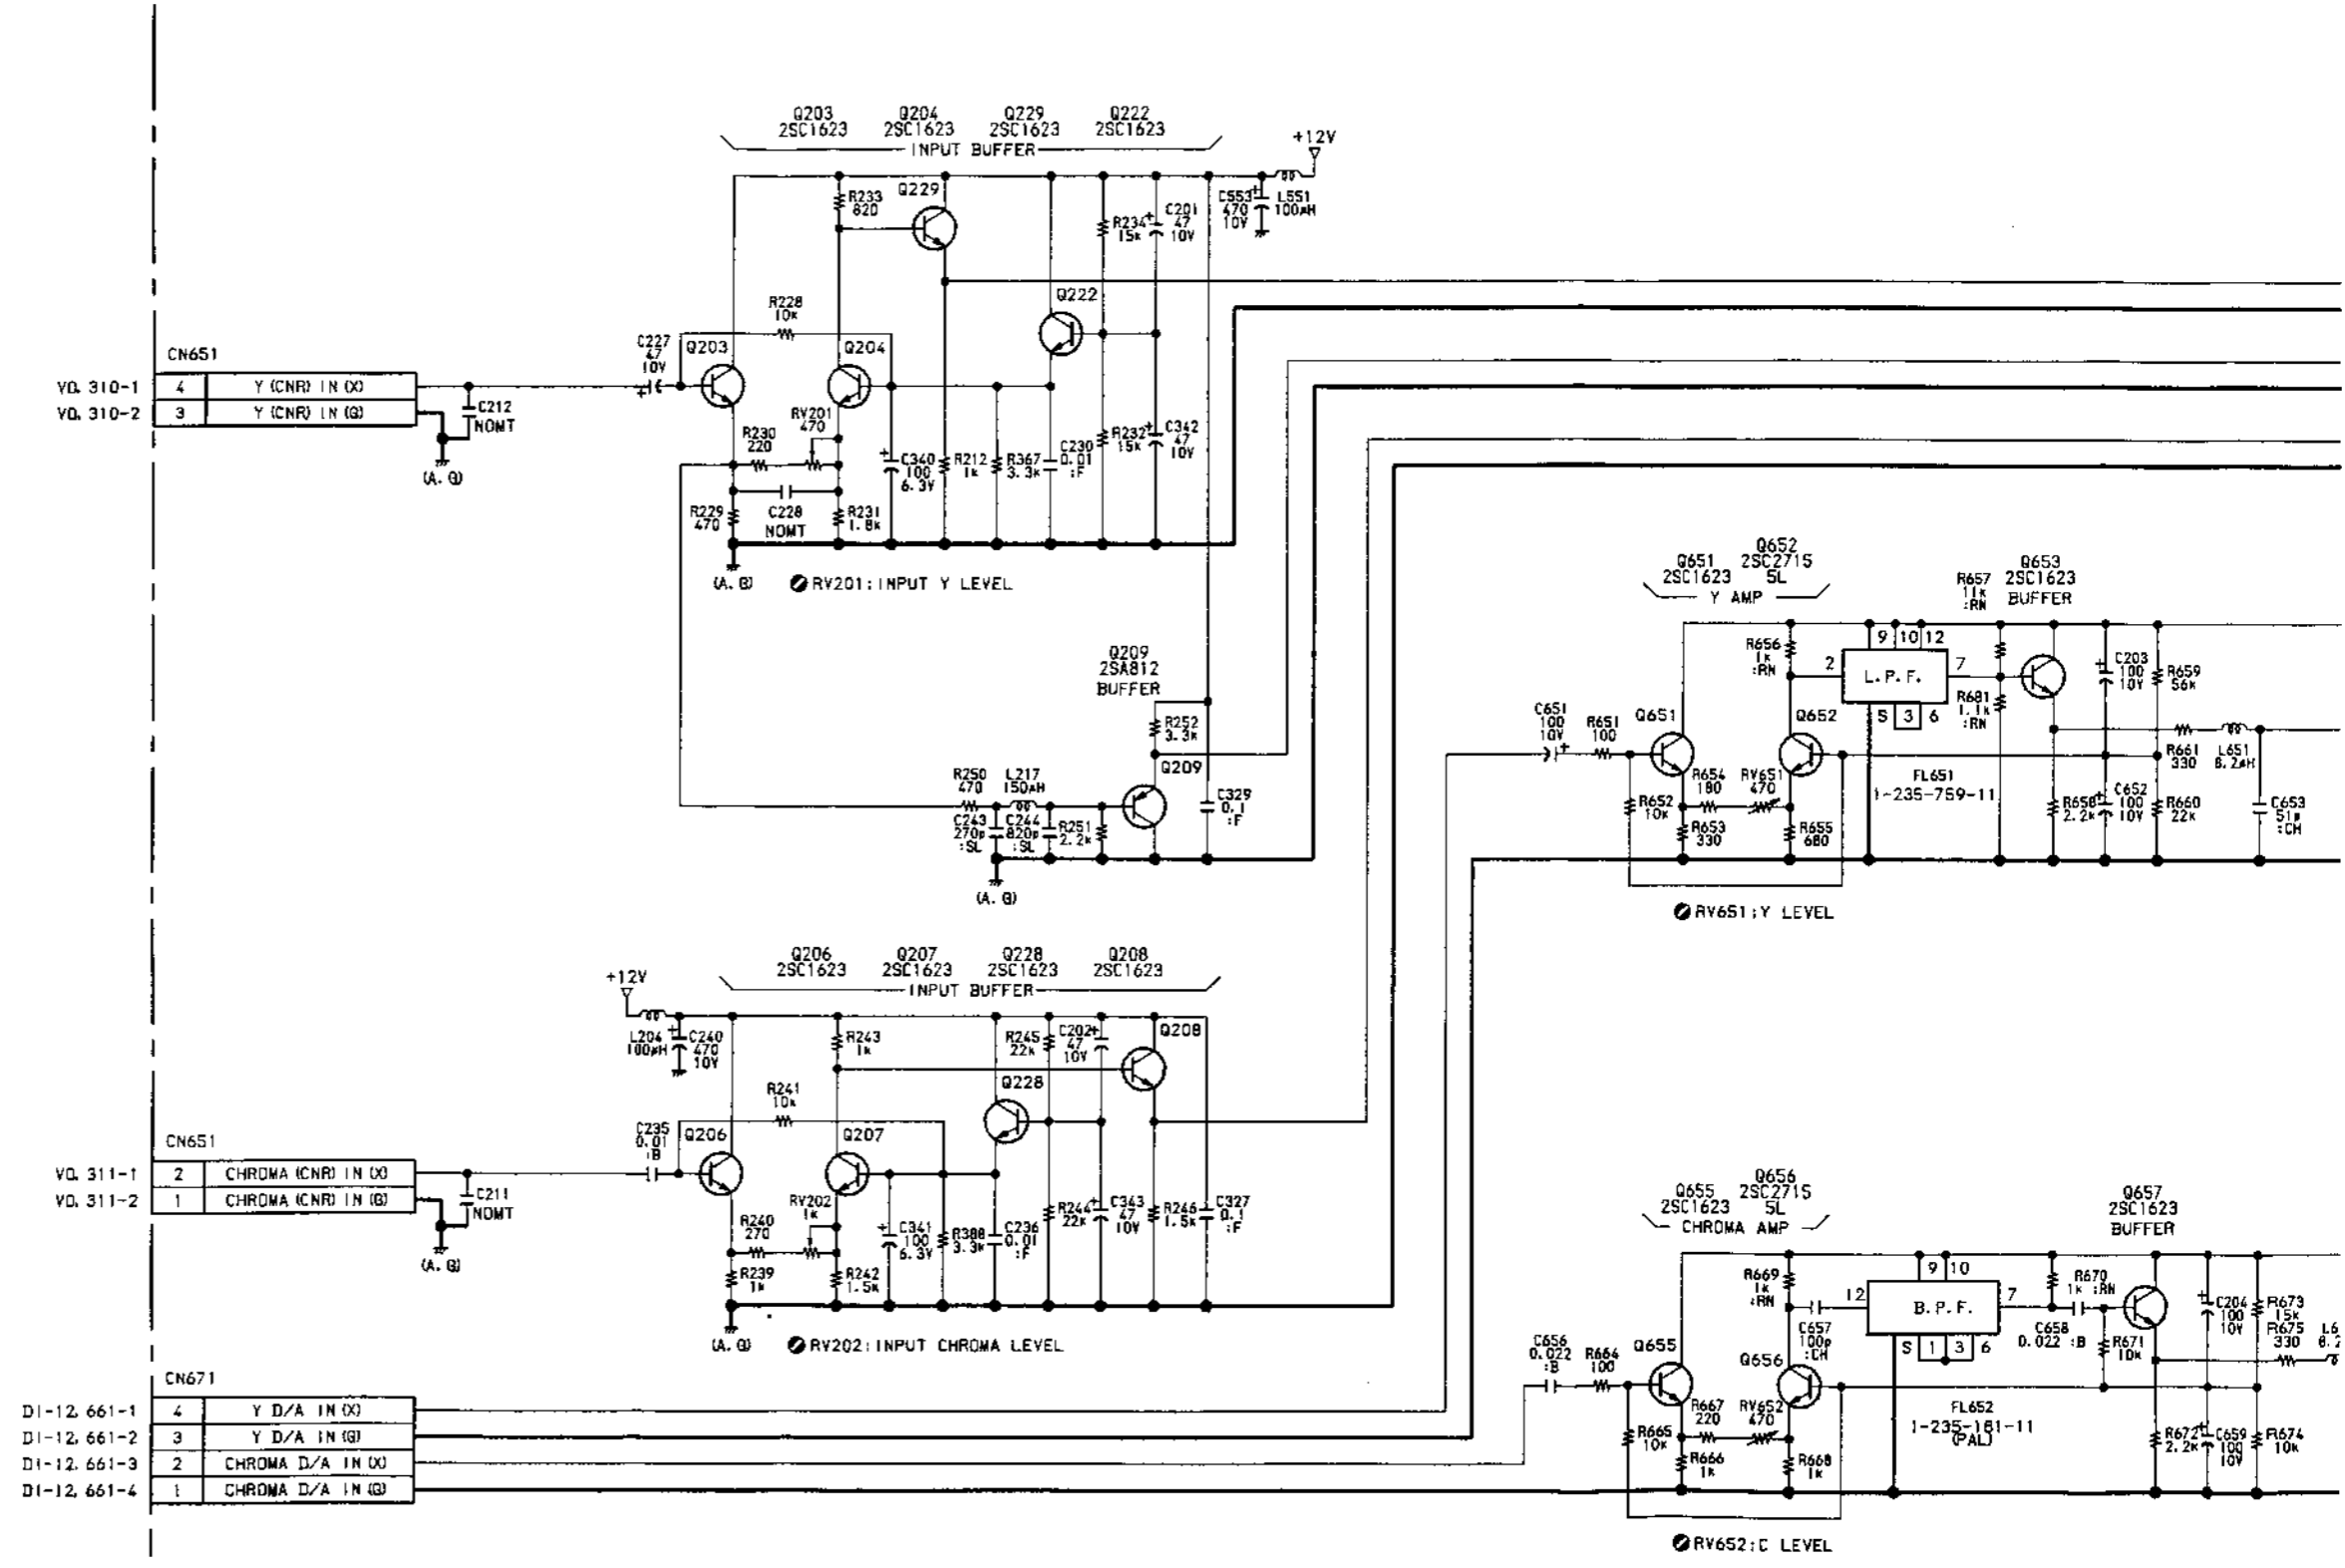 Q203 Q204 Q229 Q222
2SC1623 2SC1623 2SC1623 2SC1623
INPUT BUFFER
+12V
R233
820
Q229
R234
15k
C201
47
10V
C553
470
10V
L551
100μH
R228
10k
Q222
C227
47
10V
Q203
Q204
CN651
VO. 310-1 4 Y (CNR) IN (X)
VO. 310-2 3 Y (CNR) IN (G)
C212
NOMT
(A. G)
R230
220
RV201
470
C340
100
6.3V
R212
1k
R367
3.3k
C230
0.01
:F
R232
15k
C342
47
10V
R229
470
C228
NOMT
R231
1.8k
(A. G)
RV201: INPUT Y LEVEL
Q209
2SA812
BUFFER
R252
3.3k
Q209
R250
470
L217
150μH
C243
270p
:SL
C244
820p
:SL
R251
2.2k
C329
0.1
:F
(A. G)
Q651
2SC1623
Q652
2SC2715
5L
Y AMP
R657
11k
:RN
Q653
2SC1623
BUFFER
R656
1k
:RN
9 10 12
2 L.P.F. 7
S 3 6
R681
1.1k
:RN
C203
100
10V
R659
56k
C651
100
10V
R651
100
Q651
Q652
R654
180
RV651
470
R652
10k
R653
330
R655
680
FL651
1-235-759-11
R661
330
L651
8.2μH
R658
2.2k
C652
100
10V
R660
22k
C653
51p
:CH
RV651: Y LEVEL
Q206 Q207 Q228 Q208
2SC1623 2SC1623 2SC1623 2SC1623
INPUT BUFFER
+12V
L204
100μH
C240
470
10V
R243
1k
R245
22k
C202
47
10V
Q208
Q228
R241
10k
C235
0.01
:B
Q206
Q207
CN651
VO. 311-1 2 CHROMA (CNR) IN (X)
VO. 311-2 1 CHROMA (CNR) IN (G)
C211
NOMT
(A. G)
RV202
1k
R240
270
R239
1k
R242
1.5k
C341
100
6.3V
R388
3.3k
C236
0.01
:F
R244
22k
C343
47
10V
R246
1.5k
C327
0.1
:F
(A. G)
RV202: INPUT CHROMA LEVEL
Q655
2SC1623
Q656
2SC2715
5L
CHROMA AMP
Q657
2SC1623
BUFFER
R669
1k
:RN
9 10
12 B.P.F. 7
S 1 3 6
R670
1k :RN
C658
0.022 :B
R671
10k
C204
100
10V
R673
15k
R675
330
C657
100p
:CH
C656
0.022
:B
R664
100
Q655
Q656
R667
220
RV652
470
R665
10k
R666
1k
R668
1k
FL652
1-235-181-11
(PAL)
R672
2.2k
C659
100
10V
R674
10k
RV652: C LEVEL
CN671
DI-12, 661-1 4 Y D/A IN (X)
DI-12, 661-2 3 Y D/A IN (G)
DI-12, 661-3 2 CHROMA D/A IN (X)
DI-12, 661-4 1 CHROMA D/A IN (G)